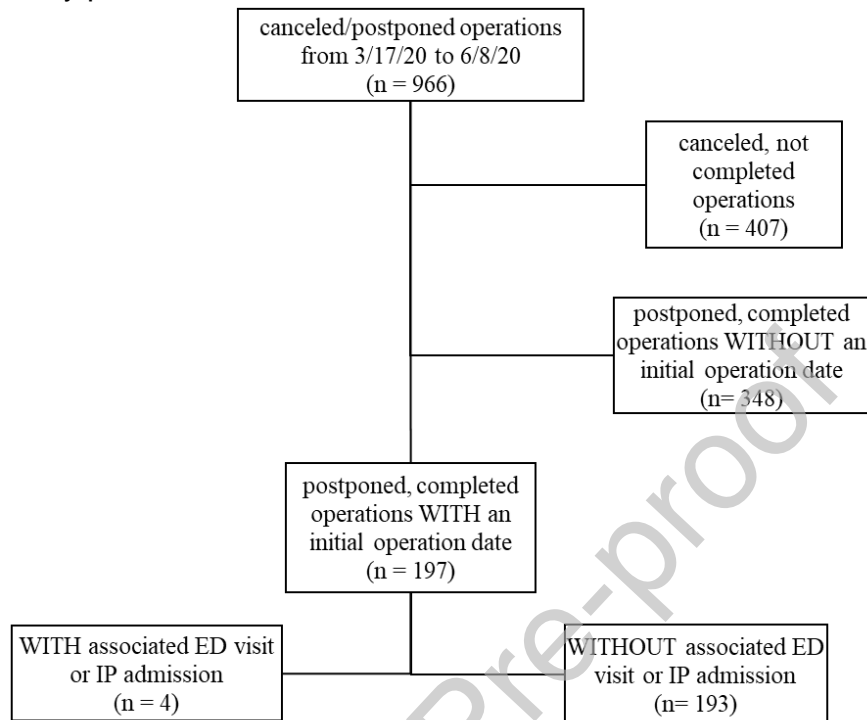 canceled/postponed operations
from 3/17/20 to 6/8/20
(n = 966)
canceled, not
completed
operations
(n = 407)
postponed, completed
operations WITHOUT an
initial operation date
(n= 348)
postponed, completed
operations WITH an
initial operation date
(n = 197)
WITH associated ED visit
or IP admission
(n = 4)
WITHOUT associated ED
visit or IP admission
(n= 193)
Pre-proof